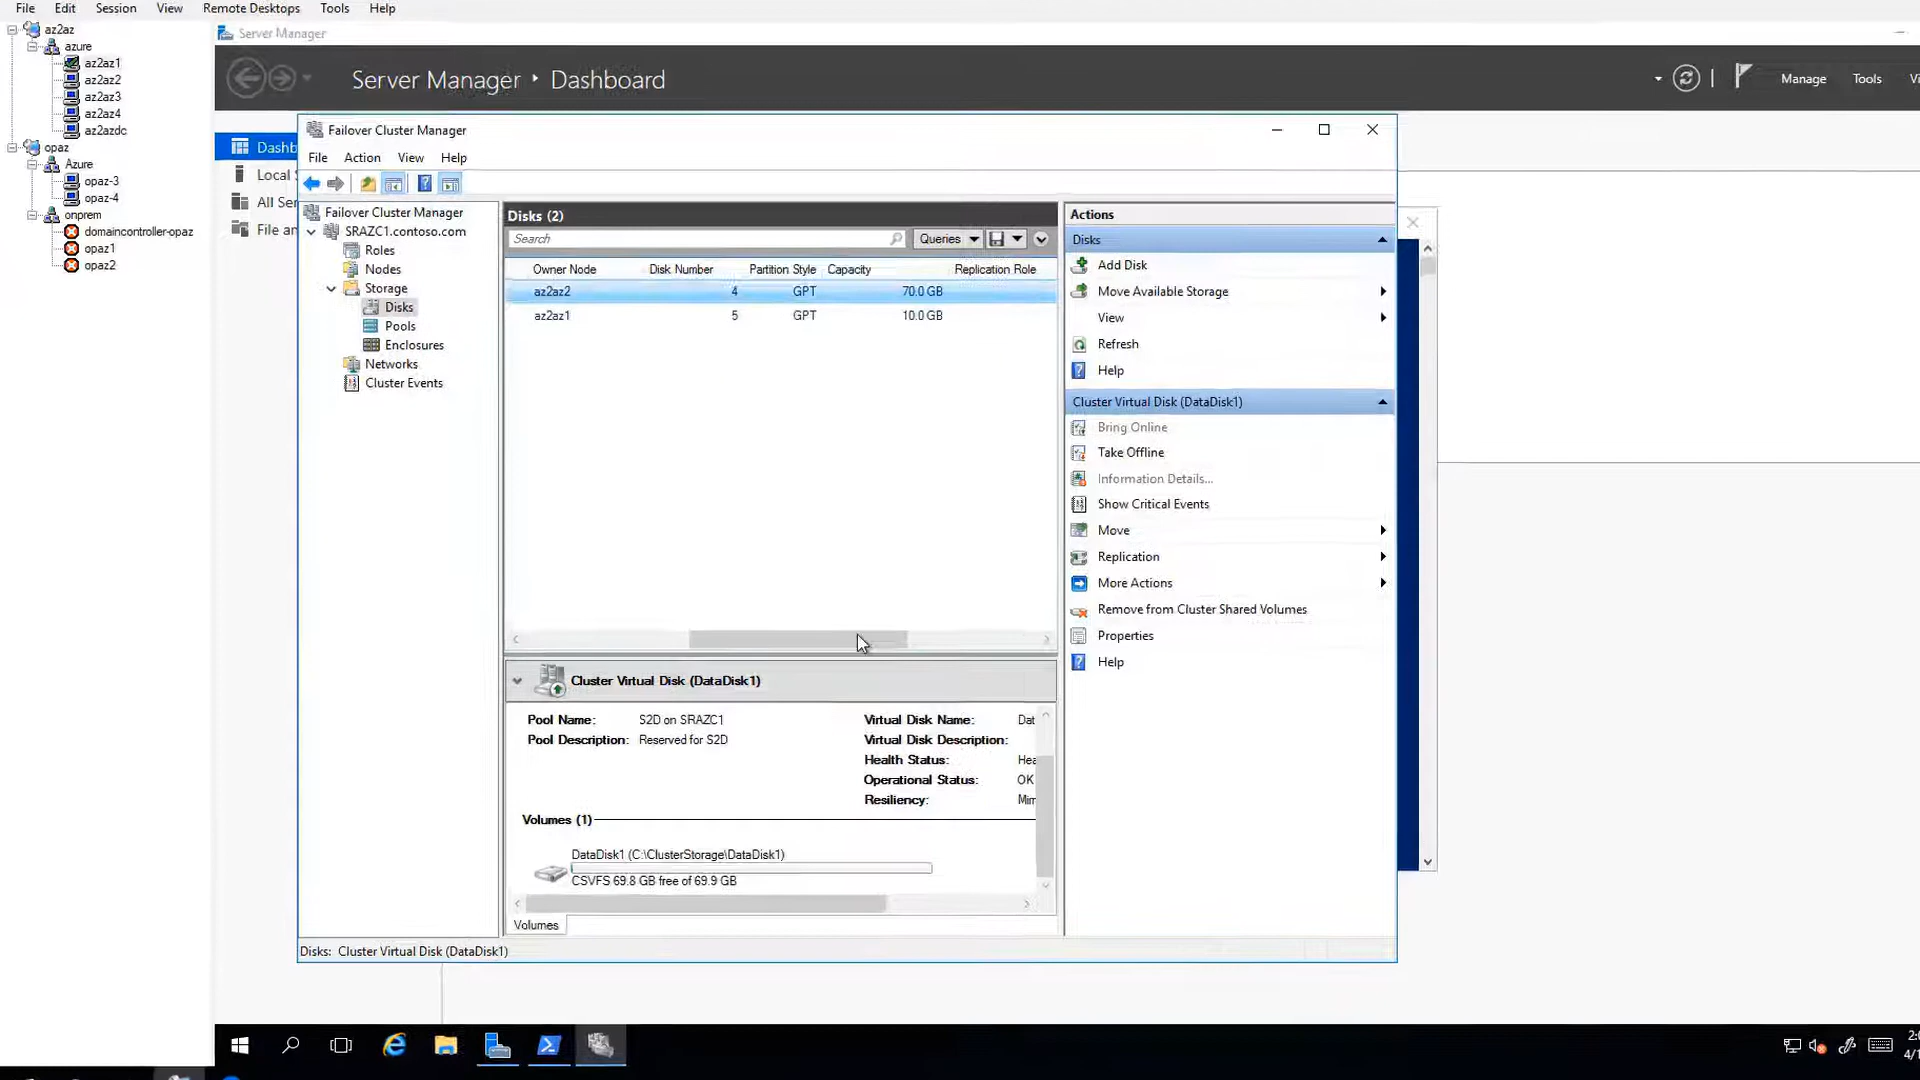 File Edit Session View Remote Desktops Tools Help
az2az
azure
az2az1
az2az2
az2az3
az2az4
az2azdc
opaz
Azure
opaz-3
opaz-4
onprem
domaincontroller-opaz
opaz1
opaz2
Server Manager
Server Manager Dashboard
Manage Tools
Dashb
Local
All Ser
File an
Failover Cluster Manager
File Action View Help
Failover Cluster Manager
SRAZC1.contoso.com
Roles
Nodes
Storage
Disks
Pools
Enclosures
Networks
Cluster Events
Disks (2)
Search
Queries
Owner Node Disk Number Partition Style Capacity Replication Role
az2az2 4 GPT 70.0 GB
az2az1 5 GPT 10.0 GB
Cluster Virtual Disk (DataDisk1)
Pool Name: S2D on SRAZC1
Pool Description: Reserved for S2D
Virtual Disk Name: Dat
Virtual Disk Description:
Health Status: Hea
Operational Status: OK
Resiliency:
Volumes (1)
DataDisk1 (C:\ClusterStorage\DataDisk1)
CSVFS 69.8 GB free of 69.9 GB
Volumes
Actions
Disks
Add Disk
Move Available Storage
View
Refresh
Help
Cluster Virtual Disk (DataDisk1)
Bring Online
Take Offline
Information Details...
Show Critical Events
Move
Replication
More Actions
Remove from Cluster Shared Volumes
Properties
Help
Disks: Cluster Virtual Disk (DataDisk1)